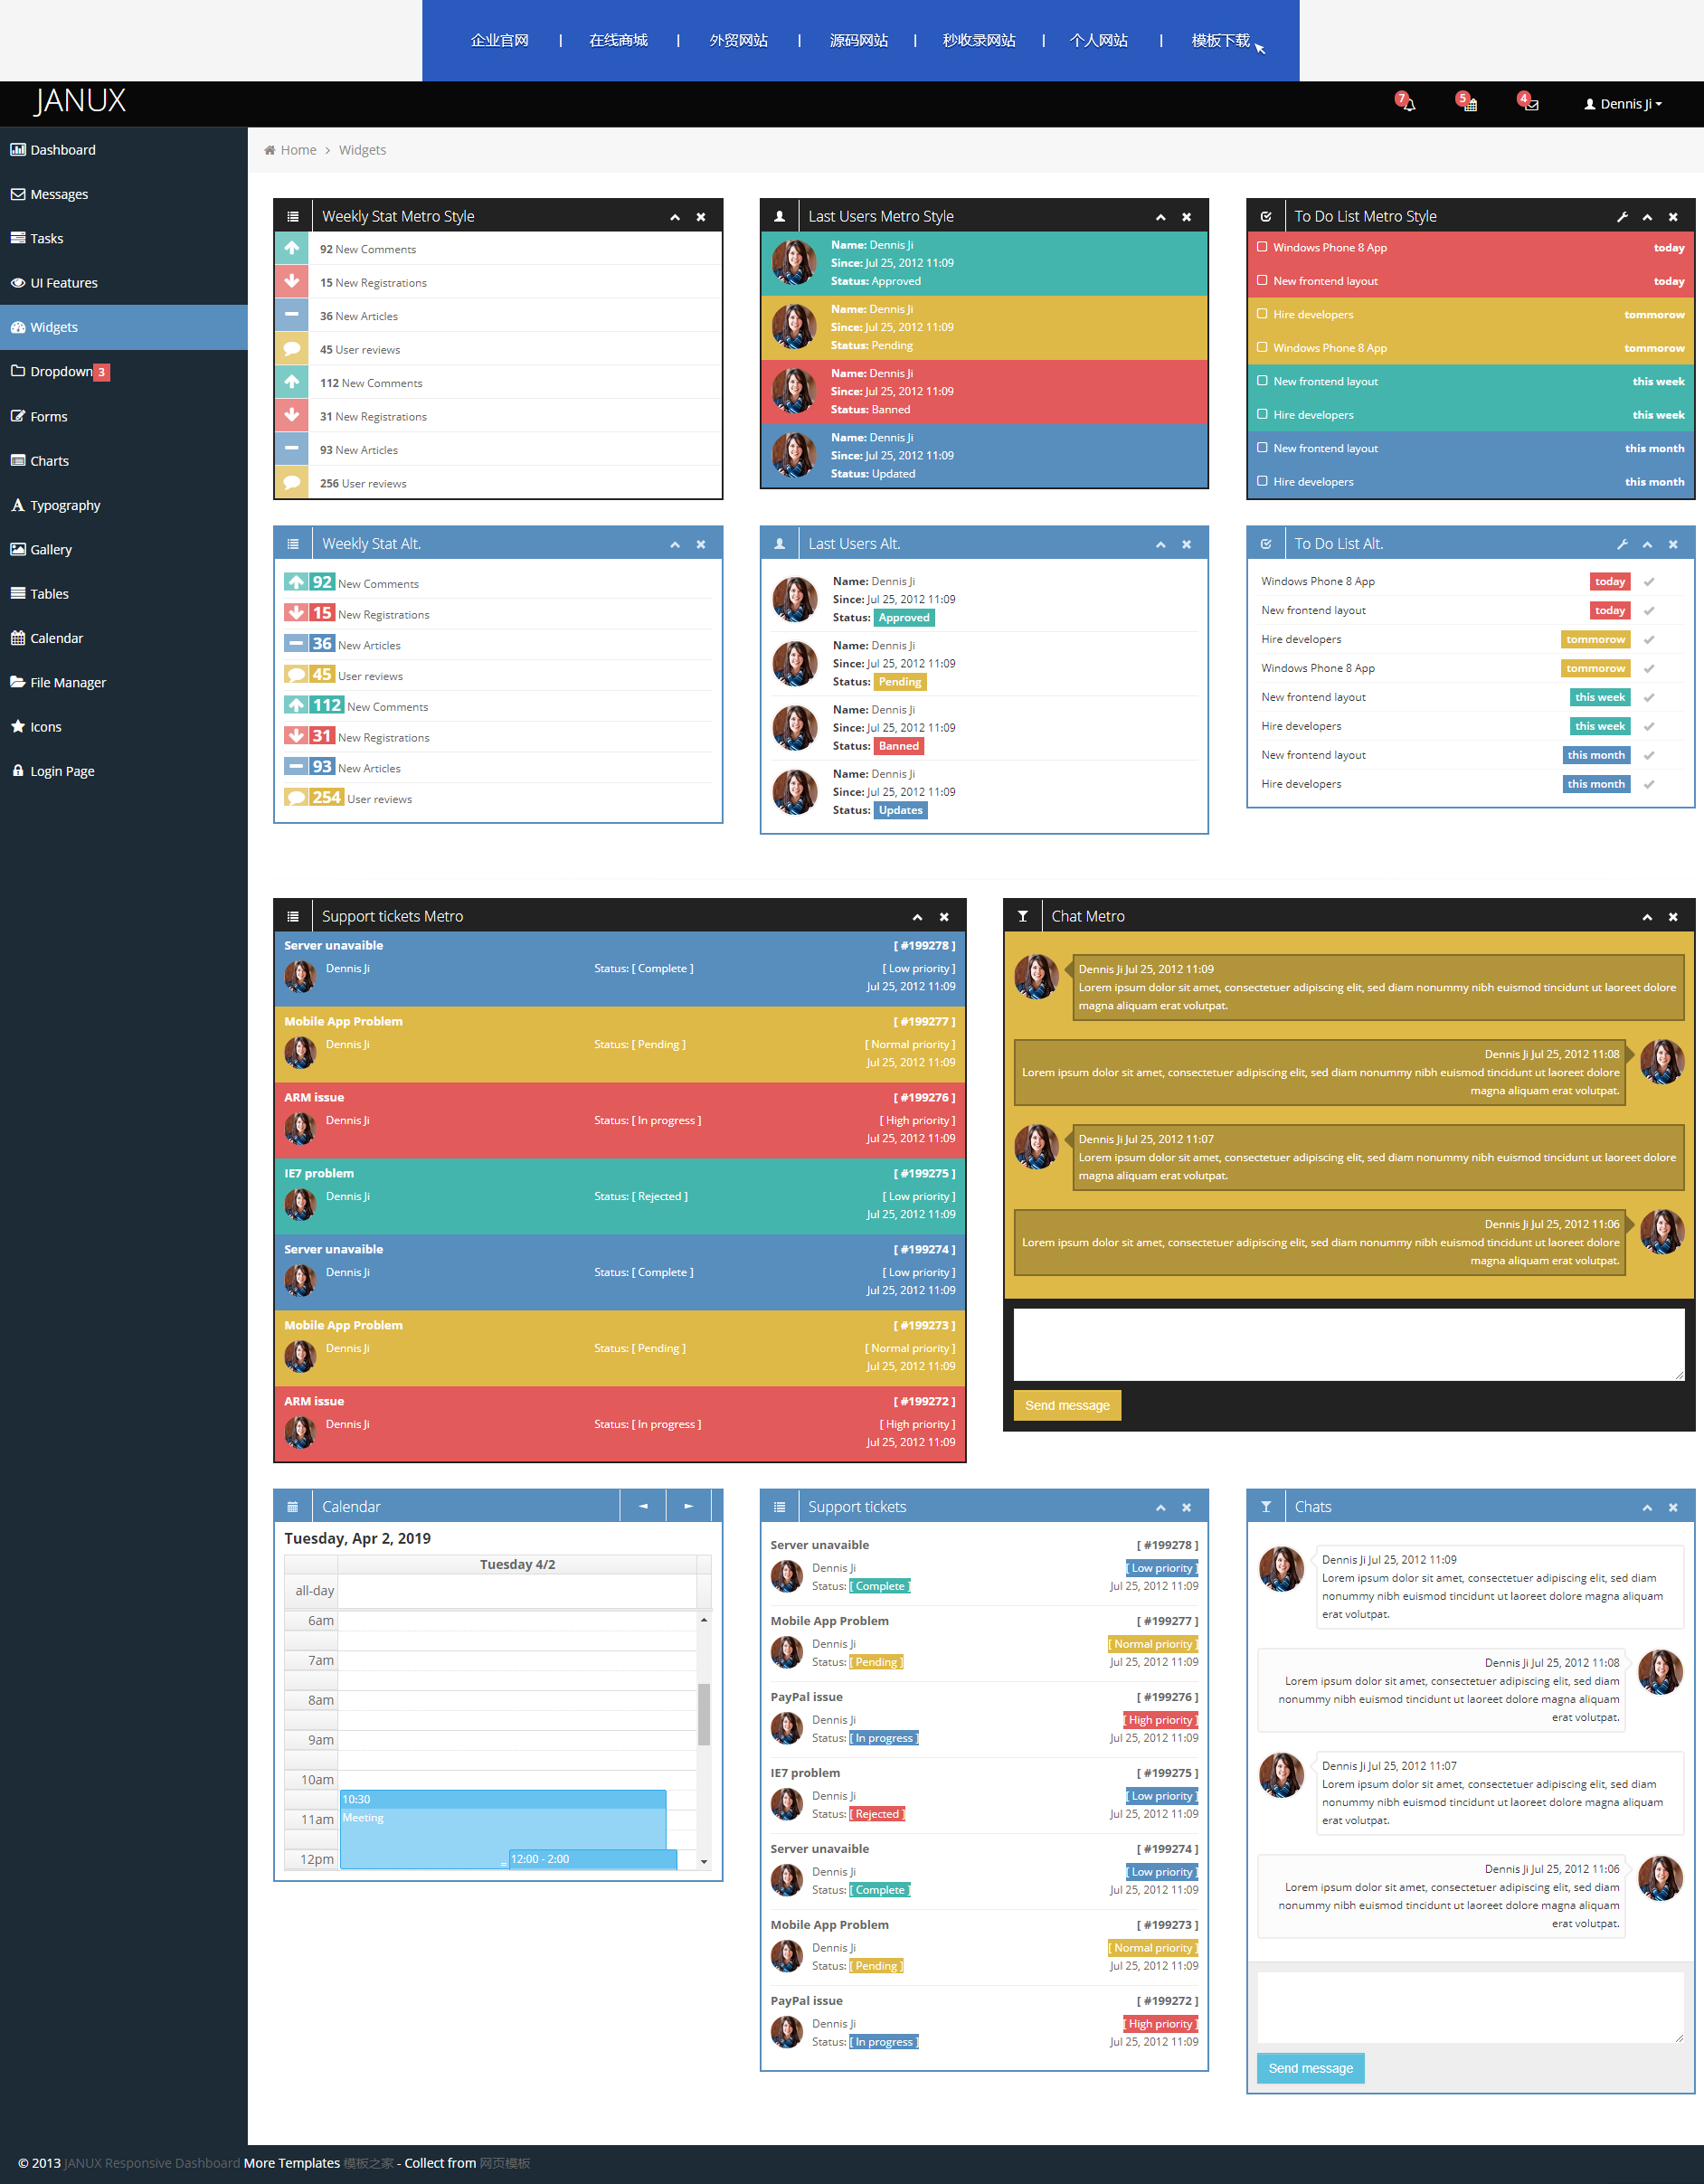 企业官网 | 在线商城 | 外贸网站 | 源码网站 | 秒收录网站 | 个人网站 | 模板下载
JANUX
7 5 4 Dennis Ji
Dashboard
Messages
Tasks
UI Features
Widgets
Dropdown 3
Forms
Charts
Typography
Gallery
Tables
Calendar
File Manager
Icons
Login Page
Home > Widgets
Weekly Stat Metro Style
92 New Comments
15 New Registrations
36 New Articles
45 User reviews
112 New Comments
31 New Registrations
93 New Articles
256 User reviews
Last Users Metro Style
Name: Dennis Ji
Since: Jul 25, 2012 11:09
Status: Approved
Name: Dennis Ji
Since: Jul 25, 2012 11:09
Status: Pending
Name: Dennis Ji
Since: Jul 25, 2012 11:09
Status: Banned
Name: Dennis Ji
Since: Jul 25, 2012 11:09
Status: Updated
To Do List Metro Style
Windows Phone 8 App today
New frontend layout today
Hire developers tommorow
Windows Phone 8 App tommorow
New frontend layout this week
Hire developers this week
New frontend layout this month
Hire developers this month
Weekly Stat Alt.
92 New Comments
15 New Registrations
36 New Articles
45 User reviews
112 New Comments
31 New Registrations
93 New Articles
254 User reviews
Last Users Alt.
Name: Dennis Ji
Since: Jul 25, 2012 11:09
Status: Approved
Name: Dennis Ji
Since: Jul 25, 2012 11:09
Status: Pending
Name: Dennis Ji
Since: Jul 25, 2012 11:09
Status: Banned
Name: Dennis Ji
Since: Jul 25, 2012 11:09
Status: Updates
To Do List Alt.
Windows Phone 8 App today
New frontend layout today
Hire developers tommorow
Windows Phone 8 App tommorow
New frontend layout this week
Hire developers this week
New frontend layout this month
Hire developers this month
Support tickets Metro
Server unavaible [ #199278 ]
Dennis Ji Status: [ Complete ] [ Low priority ]
Jul 25, 2012 11:09
Mobile App Problem [ #199277 ]
Dennis Ji Status: [ Pending ] [ Normal priority ]
Jul 25, 2012 11:09
ARM issue [ #199276 ]
Dennis Ji Status: [ In progress ] [ High priority ]
Jul 25, 2012 11:09
IE7 problem [ #199275 ]
Dennis Ji Status: [ Rejected ] [ Low priority ]
Jul 25, 2012 11:09
Server unavaible [ #199274 ]
Dennis Ji Status: [ Complete ] [ Low priority ]
Jul 25, 2012 11:09
Mobile App Problem [ #199273 ]
Dennis Ji Status: [ Pending ] [ Normal priority ]
Jul 25, 2012 11:09
ARM issue [ #199272 ]
Dennis Ji Status: [ In progress ] [ High priority ]
Jul 25, 2012 11:09
Chat Metro
Dennis Ji Jul 25, 2012 11:09
Lorem ipsum dolor sit amet, consectetuer adipiscing elit, sed diam nonummy nibh euismod tincidunt ut laoreet dolore
magna aliquam erat volutpat.
Dennis Ji Jul 25, 2012 11:08
Lorem ipsum dolor sit amet, consectetuer adipiscing elit, sed diam nonummy nibh euismod tincidunt ut laoreet dolore
magna aliquam erat volutpat.
Dennis Ji Jul 25, 2012 11:07
Lorem ipsum dolor sit amet, consectetuer adipiscing elit, sed diam nonummy nibh euismod tincidunt ut laoreet dolore
magna aliquam erat volutpat.
Dennis Ji Jul 25, 2012 11:06
Lorem ipsum dolor sit amet, consectetuer adipiscing elit, sed diam nonummy nibh euismod tincidunt ut laoreet dolore
magna aliquam erat volutpat.
Send message
Calendar ◄ ►
Tuesday, Apr 2, 2019
Tuesday 4/2
all-day
6am
7am
8am
9am
10am
10:30
11am Meeting
12pm = 12:00 - 2:00
Support tickets
Server unavaible [ #199278 ]
Dennis Ji [ Low priority ]
Status: [ Complete ] Jul 25, 2012 11:09
Mobile App Problem [ #199277 ]
Dennis Ji [ Normal priority ]
Status: [ Pending ] Jul 25, 2012 11:09
PayPal issue [ #199276 ]
Dennis Ji [ High priority ]
Status: [ In progress ] Jul 25, 2012 11:09
IE7 problem [ #199275 ]
Dennis Ji [ Low priority ]
Status: [ Rejected ] Jul 25, 2012 11:09
Server unavaible [ #199274 ]
Dennis Ji [ Low priority ]
Status: [ Complete ] Jul 25, 2012 11:09
Mobile App Problem [ #199273 ]
Dennis Ji [ Normal priority ]
Status: [ Pending ] Jul 25, 2012 11:09
PayPal issue [ #199272 ]
Dennis Ji [ High priority ]
Status: [ In progress ] Jul 25, 2012 11:09
Chats
Dennis Ji Jul 25, 2012 11:09
Lorem ipsum dolor sit amet, consectetuer adipiscing elit, sed diam
nonummy nibh euismod tincidunt ut laoreet dolore magna aliquam
erat volutpat.
Dennis Ji Jul 25, 2012 11:08
Lorem ipsum dolor sit amet, consectetuer adipiscing elit, sed diam
nonummy nibh euismod tincidunt ut laoreet dolore magna aliquam
erat volutpat.
Dennis Ji Jul 25, 2012 11:07
Lorem ipsum dolor sit amet, consectetuer adipiscing elit, sed diam
nonummy nibh euismod tincidunt ut laoreet dolore magna aliquam
erat volutpat.
Dennis Ji Jul 25, 2012 11:06
Lorem ipsum dolor sit amet, consectetuer adipiscing elit, sed diam
nonummy nibh euismod tincidunt ut laoreet dolore magna aliquam
erat volutpat.
Send message
© 2013 JANUX Responsive Dashboard More Templates 模板之家 - Collect from 网页模板